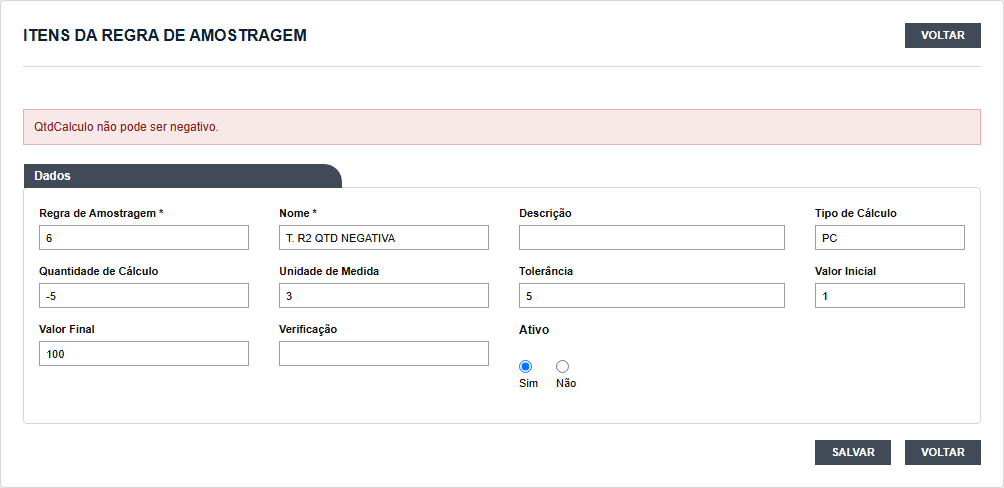 ITENS DA REGRA DE AMOSTRAGEM
VOLTAR
QtdCalculo não pode ser negativo.
Dados
Regra de Amostragem *
Nome *
Descrição
Tipo de Cálculo
6
T. R2 QTD NEGATIVA
PC
Quantidade de Cálculo
Unidade de Medida
Tolerância
Valor Inicial
-5
3
5
1
Valor Final
Verificação
Ativo
100
Sim
Não
SALVAR
VOLTAR